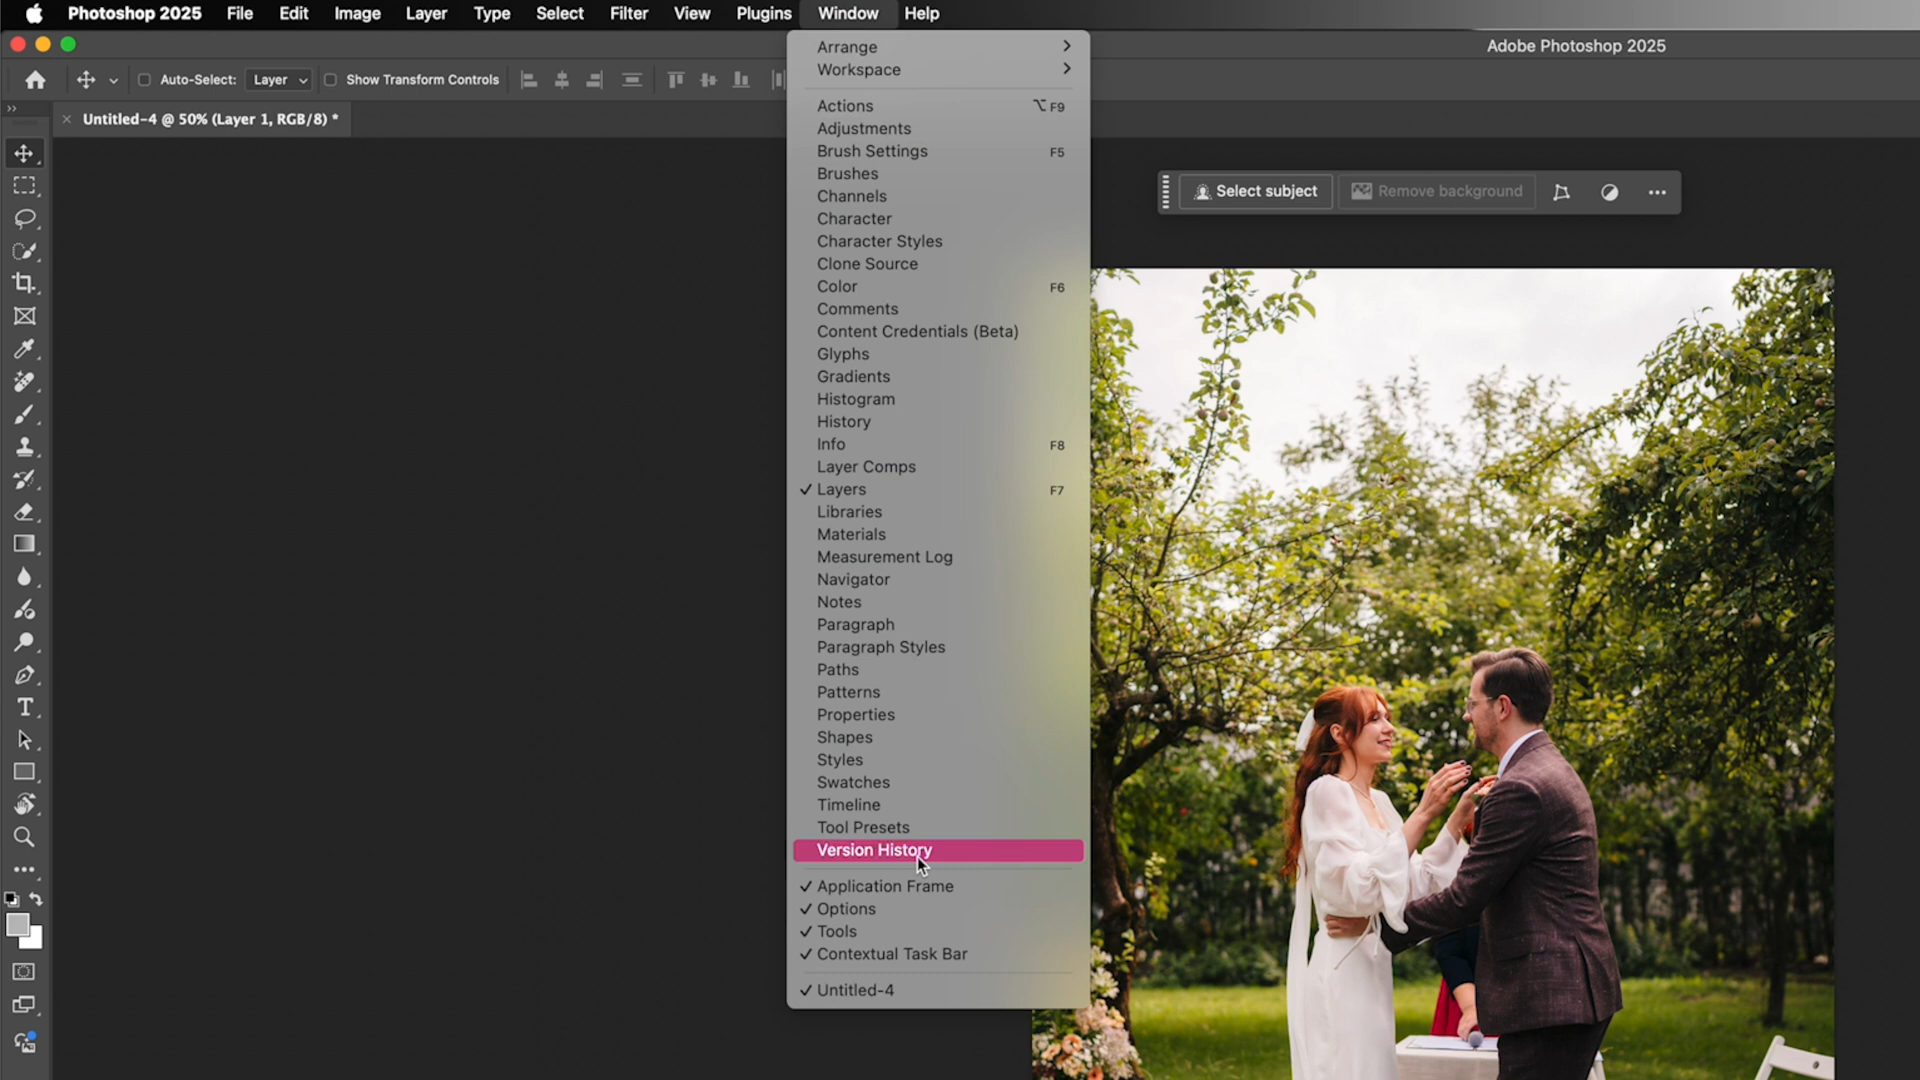 Photoshop 2025 File Edit Image Layer Type Select Filter View Plugins Window Help
Adobe Photoshop 2025
Auto-Select: Layer Show Transform Controls
Untitled-4 @ 50% (Layer 1, RGB/8) *
Arrange
Workspace
Actions ⌥ F9
Adjustments
Brush Settings F5
Brushes
Channels
Character
Character Styles
Clone Source
Color F6
Comments
Content Credentials (Beta)
Glyphs
Gradients
Histogram
History
Info F8
Layer Comps
✓ Layers F7
Libraries
Materials
Measurement Log
Navigator
Notes
Paragraph
Paragraph Styles
Paths
Patterns
Properties
Shapes
Styles
Swatches
Timeline
Tool Presets
Version History
✓ Application Frame
✓ Options
✓ Tools
✓ Contextual Task Bar
✓ Untitled-4
Select subject Remove background